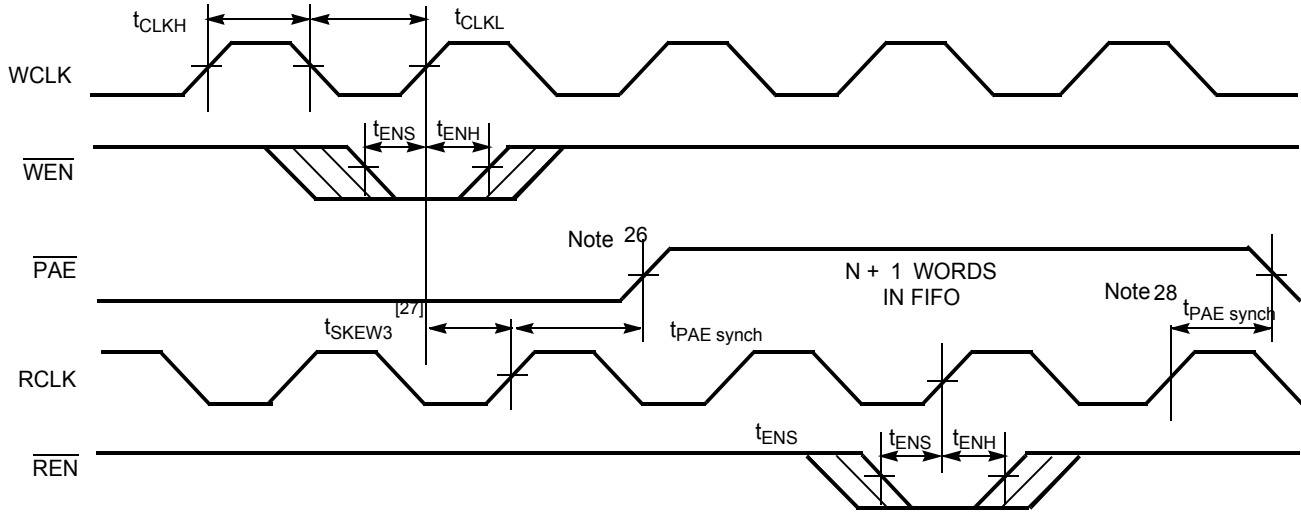 tCLKH tCLKL
WCLK
tENS tENH
WEN
Note 26
PAE
N + 1 WORDS
IN FIFO
Note 28
[27]
tSKEW3 tPAE synch tPAE synch
RCLK
tENS tENS tENH
REN